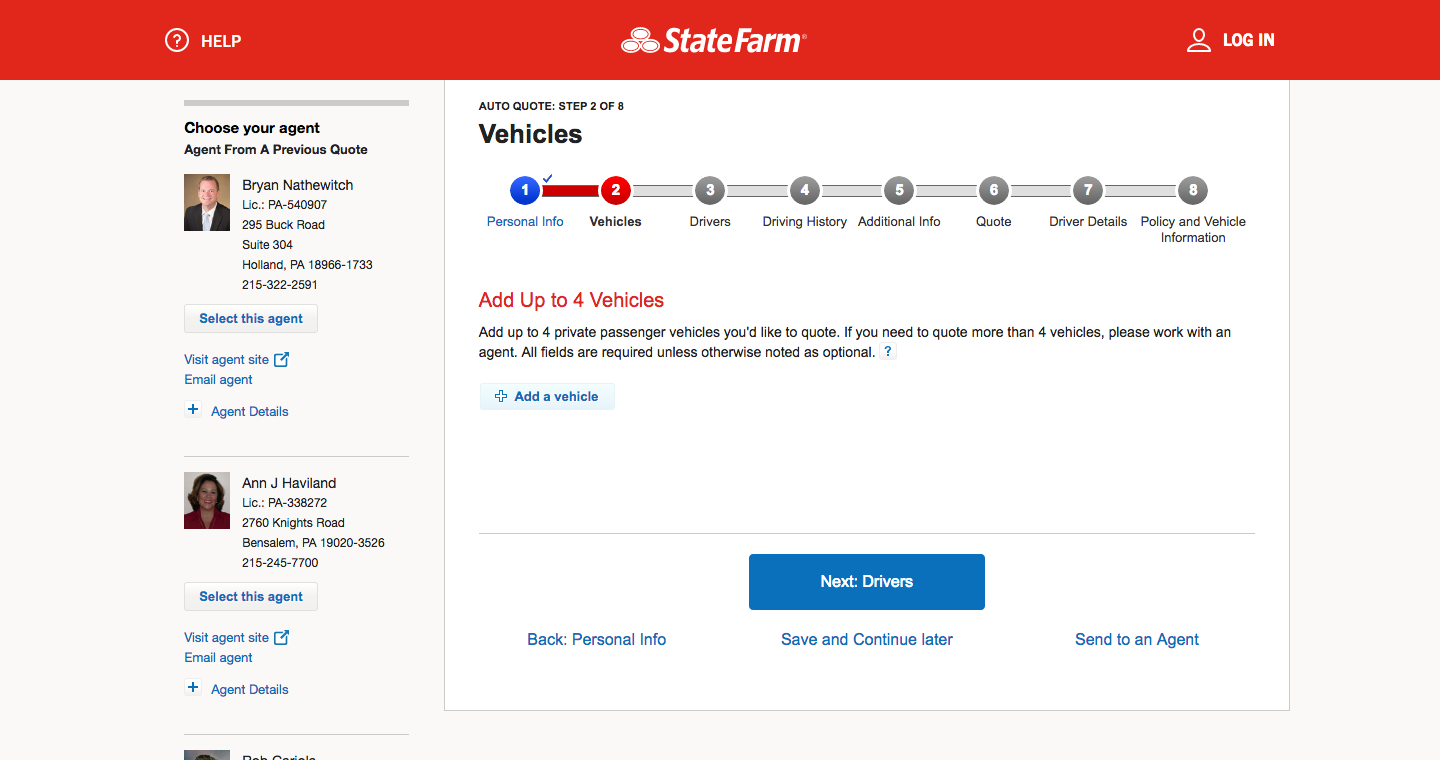 HELP
StateFarm®
LOG IN
Choose your agent
Agent From A Previous Quote
Bryan Nathewitch
Lic.: PA-540907
295 Buck Road
Suite 304
Holland, PA 18966-1733
215-322-2591
Select this agent
Visit agent site
Email agent
+ Agent Details
Ann J Haviland
Lic.: PA-338272
2760 Knights Road
Bensalem, PA 19020-3526
215-245-7700
Select this agent
Visit agent site
Email agent
+ Agent Details
AUTO QUOTE: STEP 2 OF 8
Vehicles
1 2 3 4 5 6 7 8
Personal Info Vehicles Drivers Driving History Additional Info Quote Driver Details Policy and Vehicle
Information
Add Up to 4 Vehicles
Add up to 4 private passenger vehicles you'd like to quote. If you need to quote more than 4 vehicles, please work with an
agent. All fields are required unless otherwise noted as optional. ?
Add a vehicle
Next: Drivers
Back: Personal Info Save and Continue later Send to an Agent